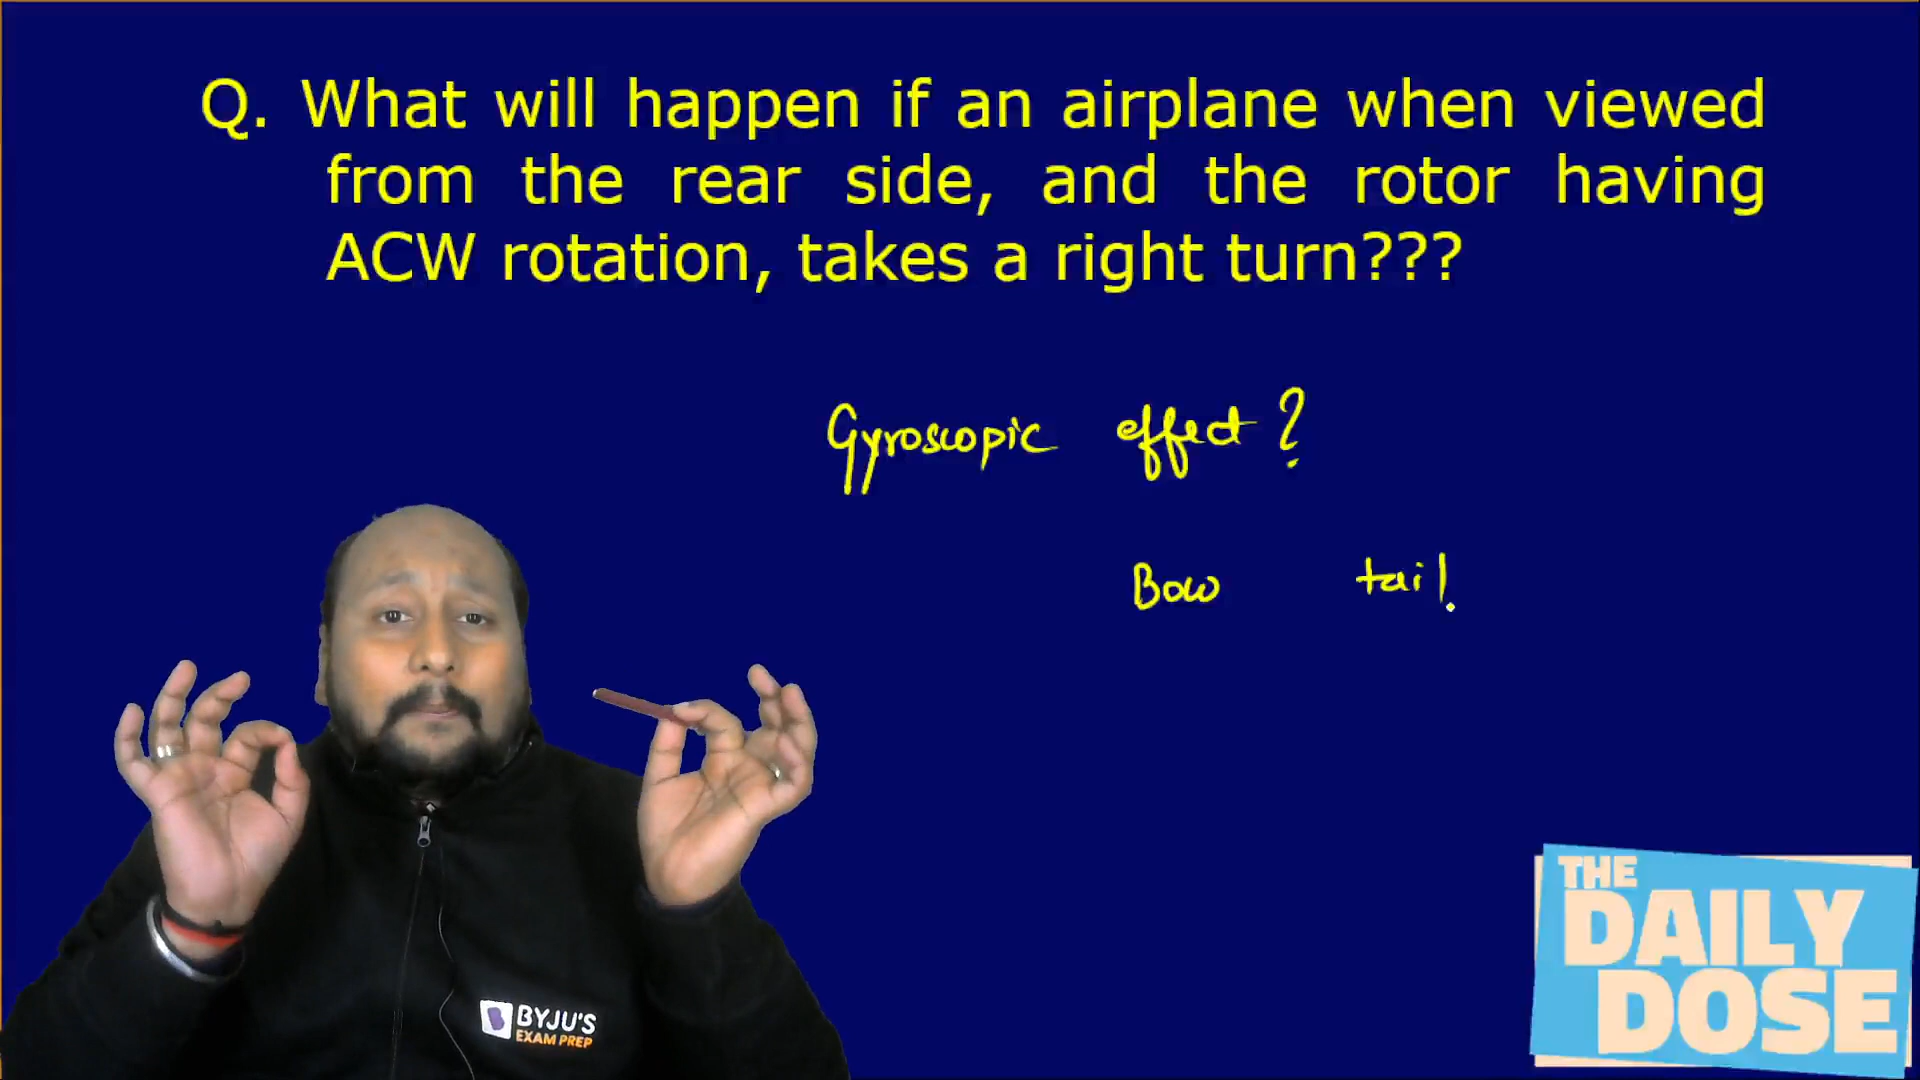 Q. What will happen if an airplane when viewed
from the rear side, and the rotor having
ACW rotation, takes a right turn???
Gyroscopic effect?
Bow tail
BYJU'S
EXAM PREP
THE
DAILY
DOSE